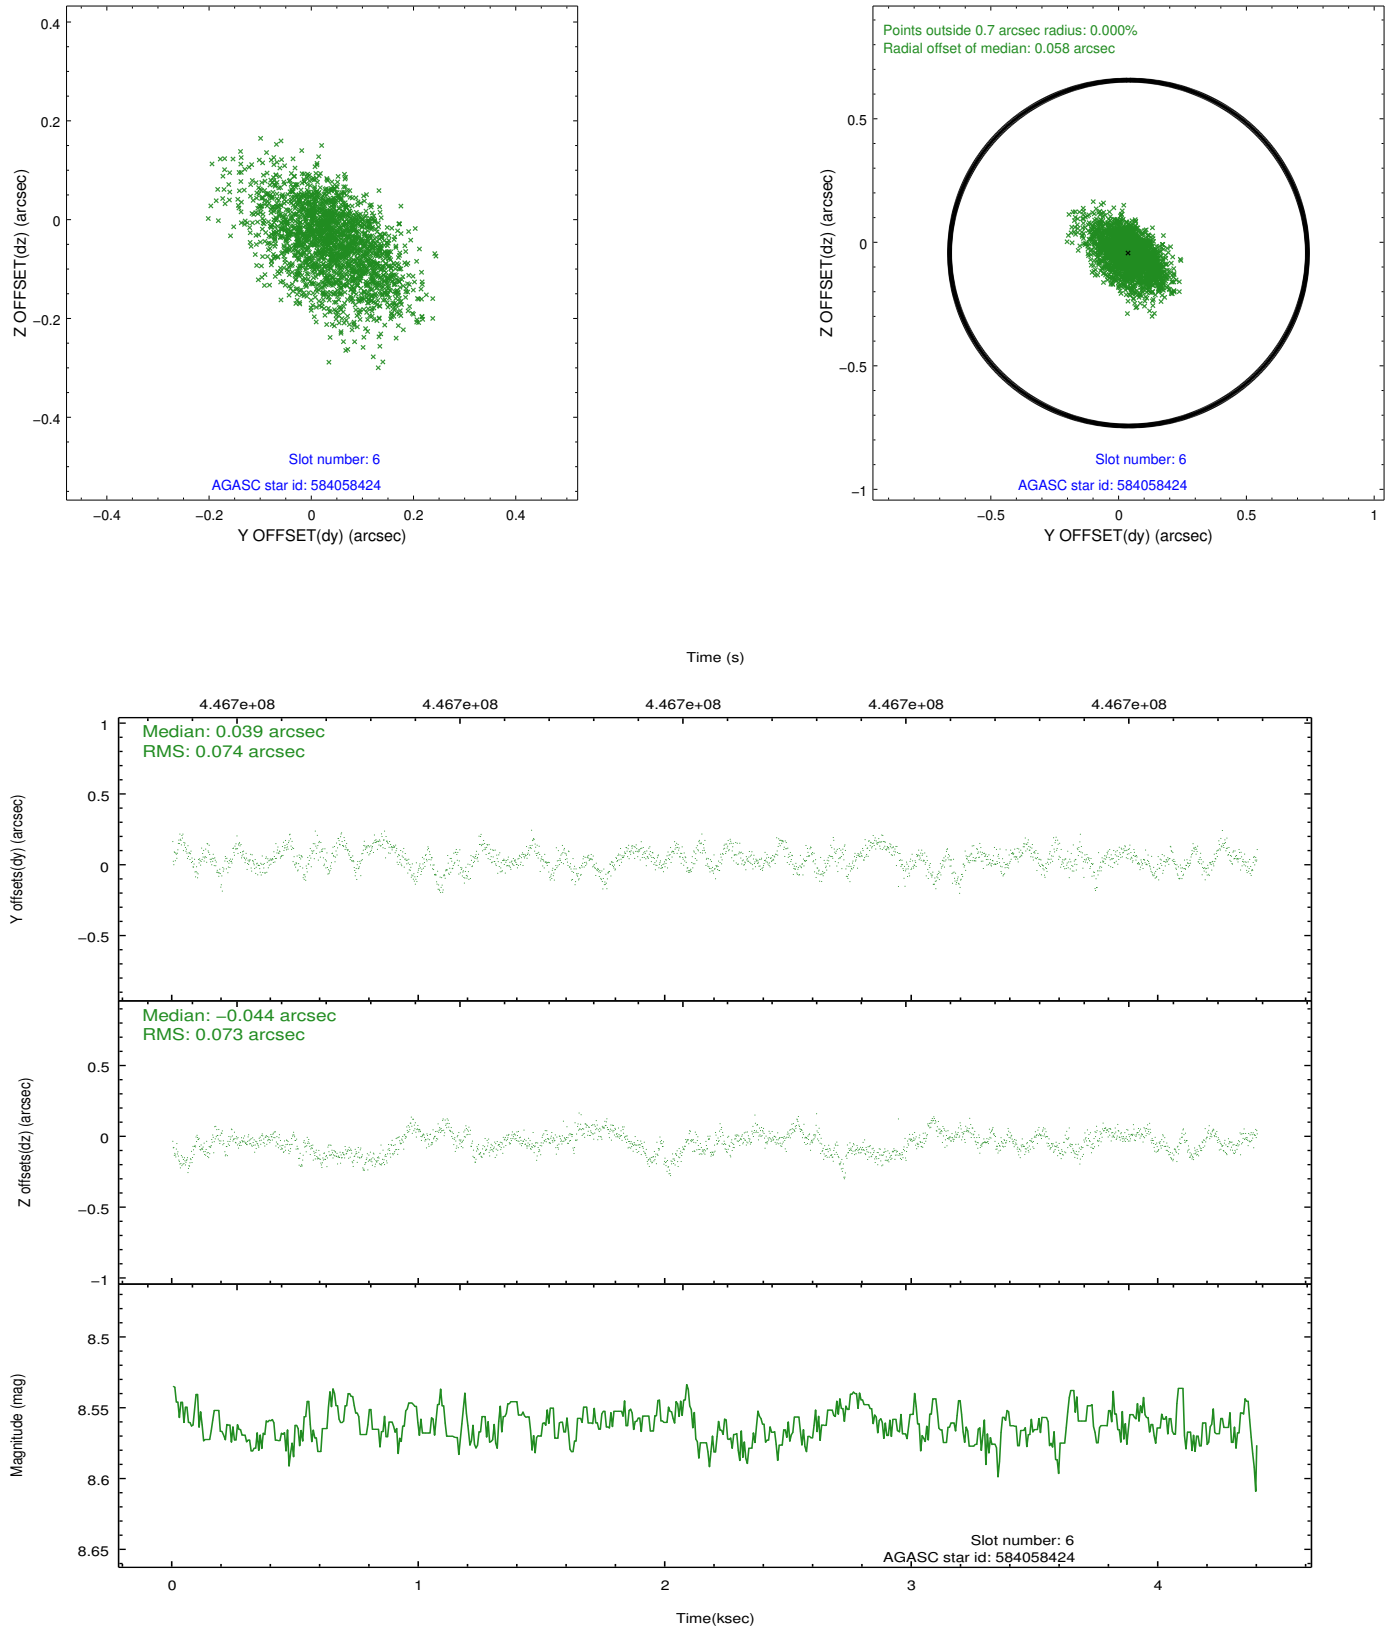 0.4
0.2
0
−0.2
−0.4
Z OFFSET(dz) (arcsec)
Slot number: 6
AGASC star id: 584058424
−0.4
−0.2
0
0.2
0.4
Y OFFSET(dy) (arcsec)
Points outside 0.7 arcsec radius: 0.000%
Radial offset of median: 0.058 arcsec
0.5
0
−0.5
−1
Z OFFSET(dz) (arcsec)
Slot number: 6
AGASC star id: 584058424
−0.5
0
0.5
1
Y OFFSET(dy) (arcsec)
Time (s)
4.467e+08
4.467e+08
4.467e+08
4.467e+08
4.467e+08
Median: 0.039 arcsec
RMS: 0.074 arcsec
1
0.5
0
−0.5
Y offsets(dy) (arcsec)
Median: −0.044 arcsec
RMS: 0.073 arcsec
0.5
0
−0.5
−1
Z offsets(dz) (arcsec)
8.5
8.55
8.6
8.65
Magnitude (mag)
Slot number: 6
AGASC star id: 584058424
0
1
2
3
4
Time(ksec)